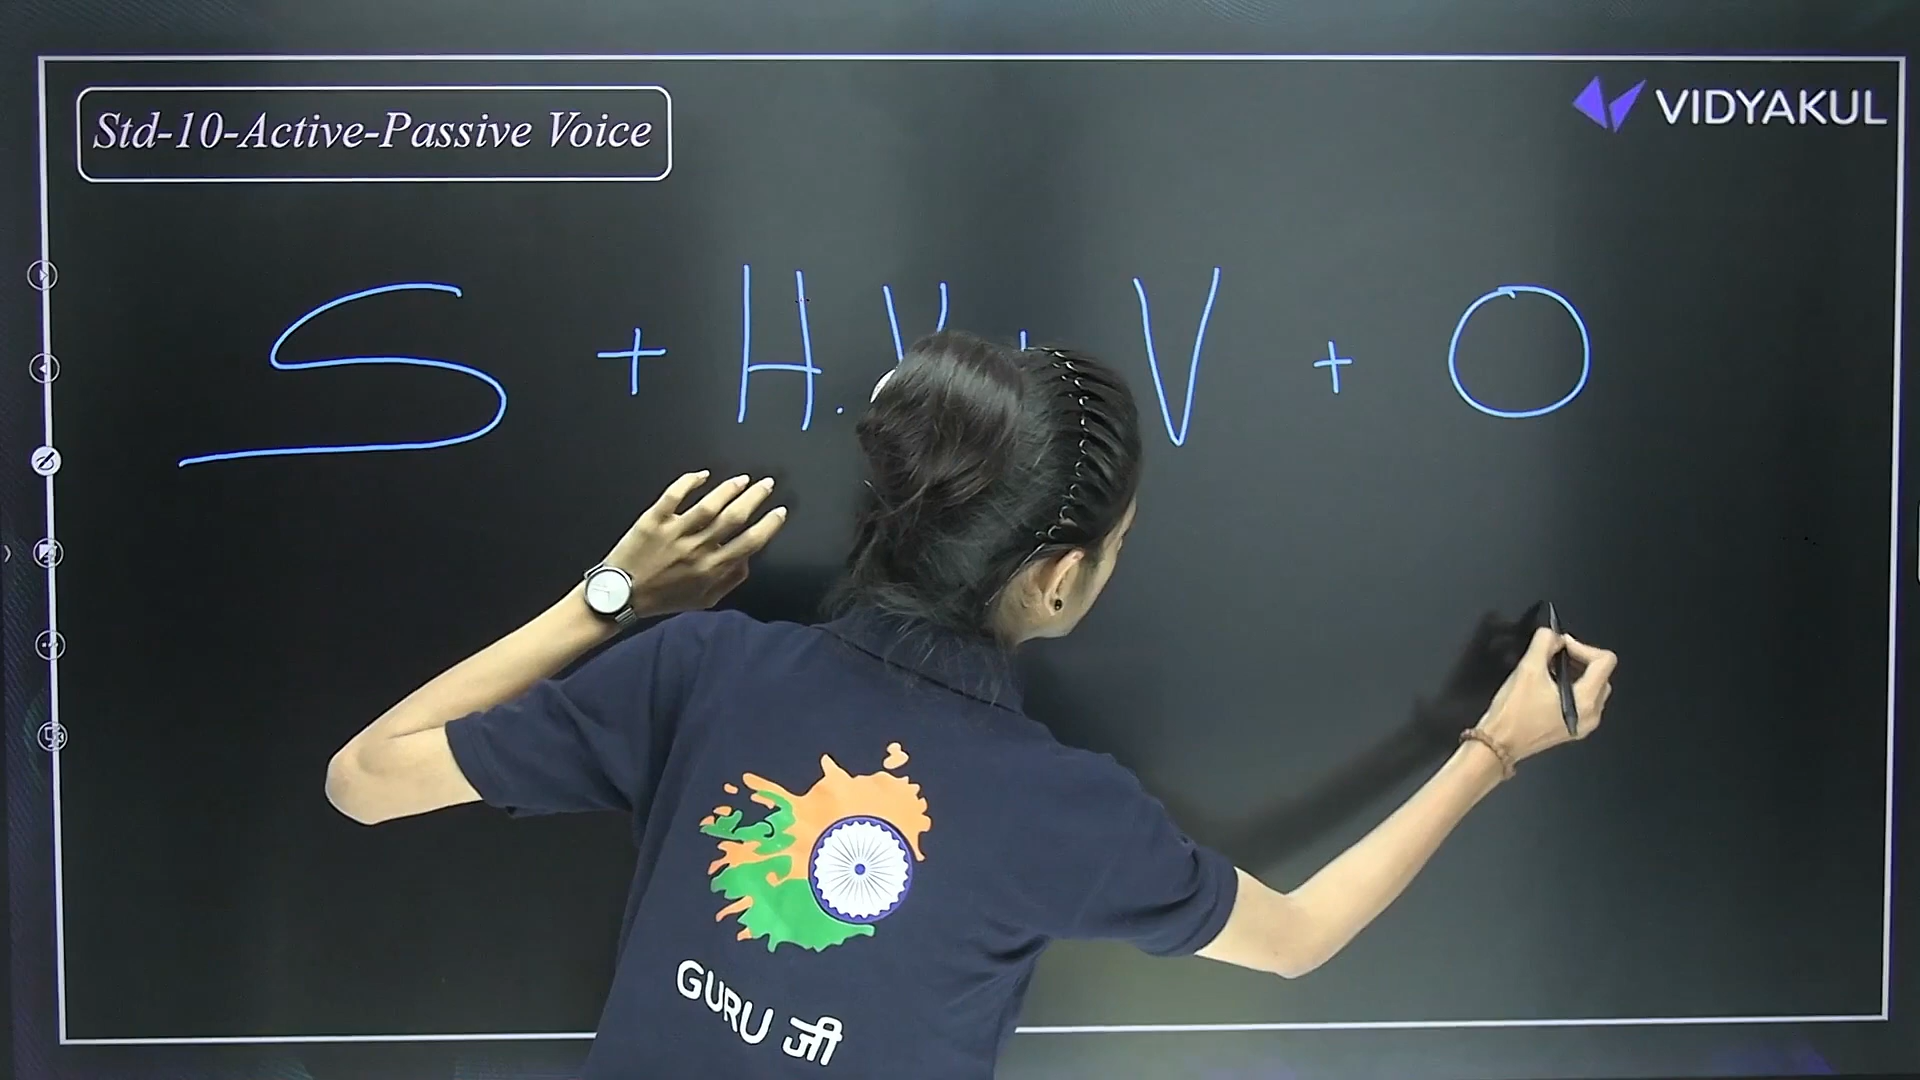 Std-10-Active-Passive Voice
VIDYAKUL
S + H.V + V + O
GURU जी